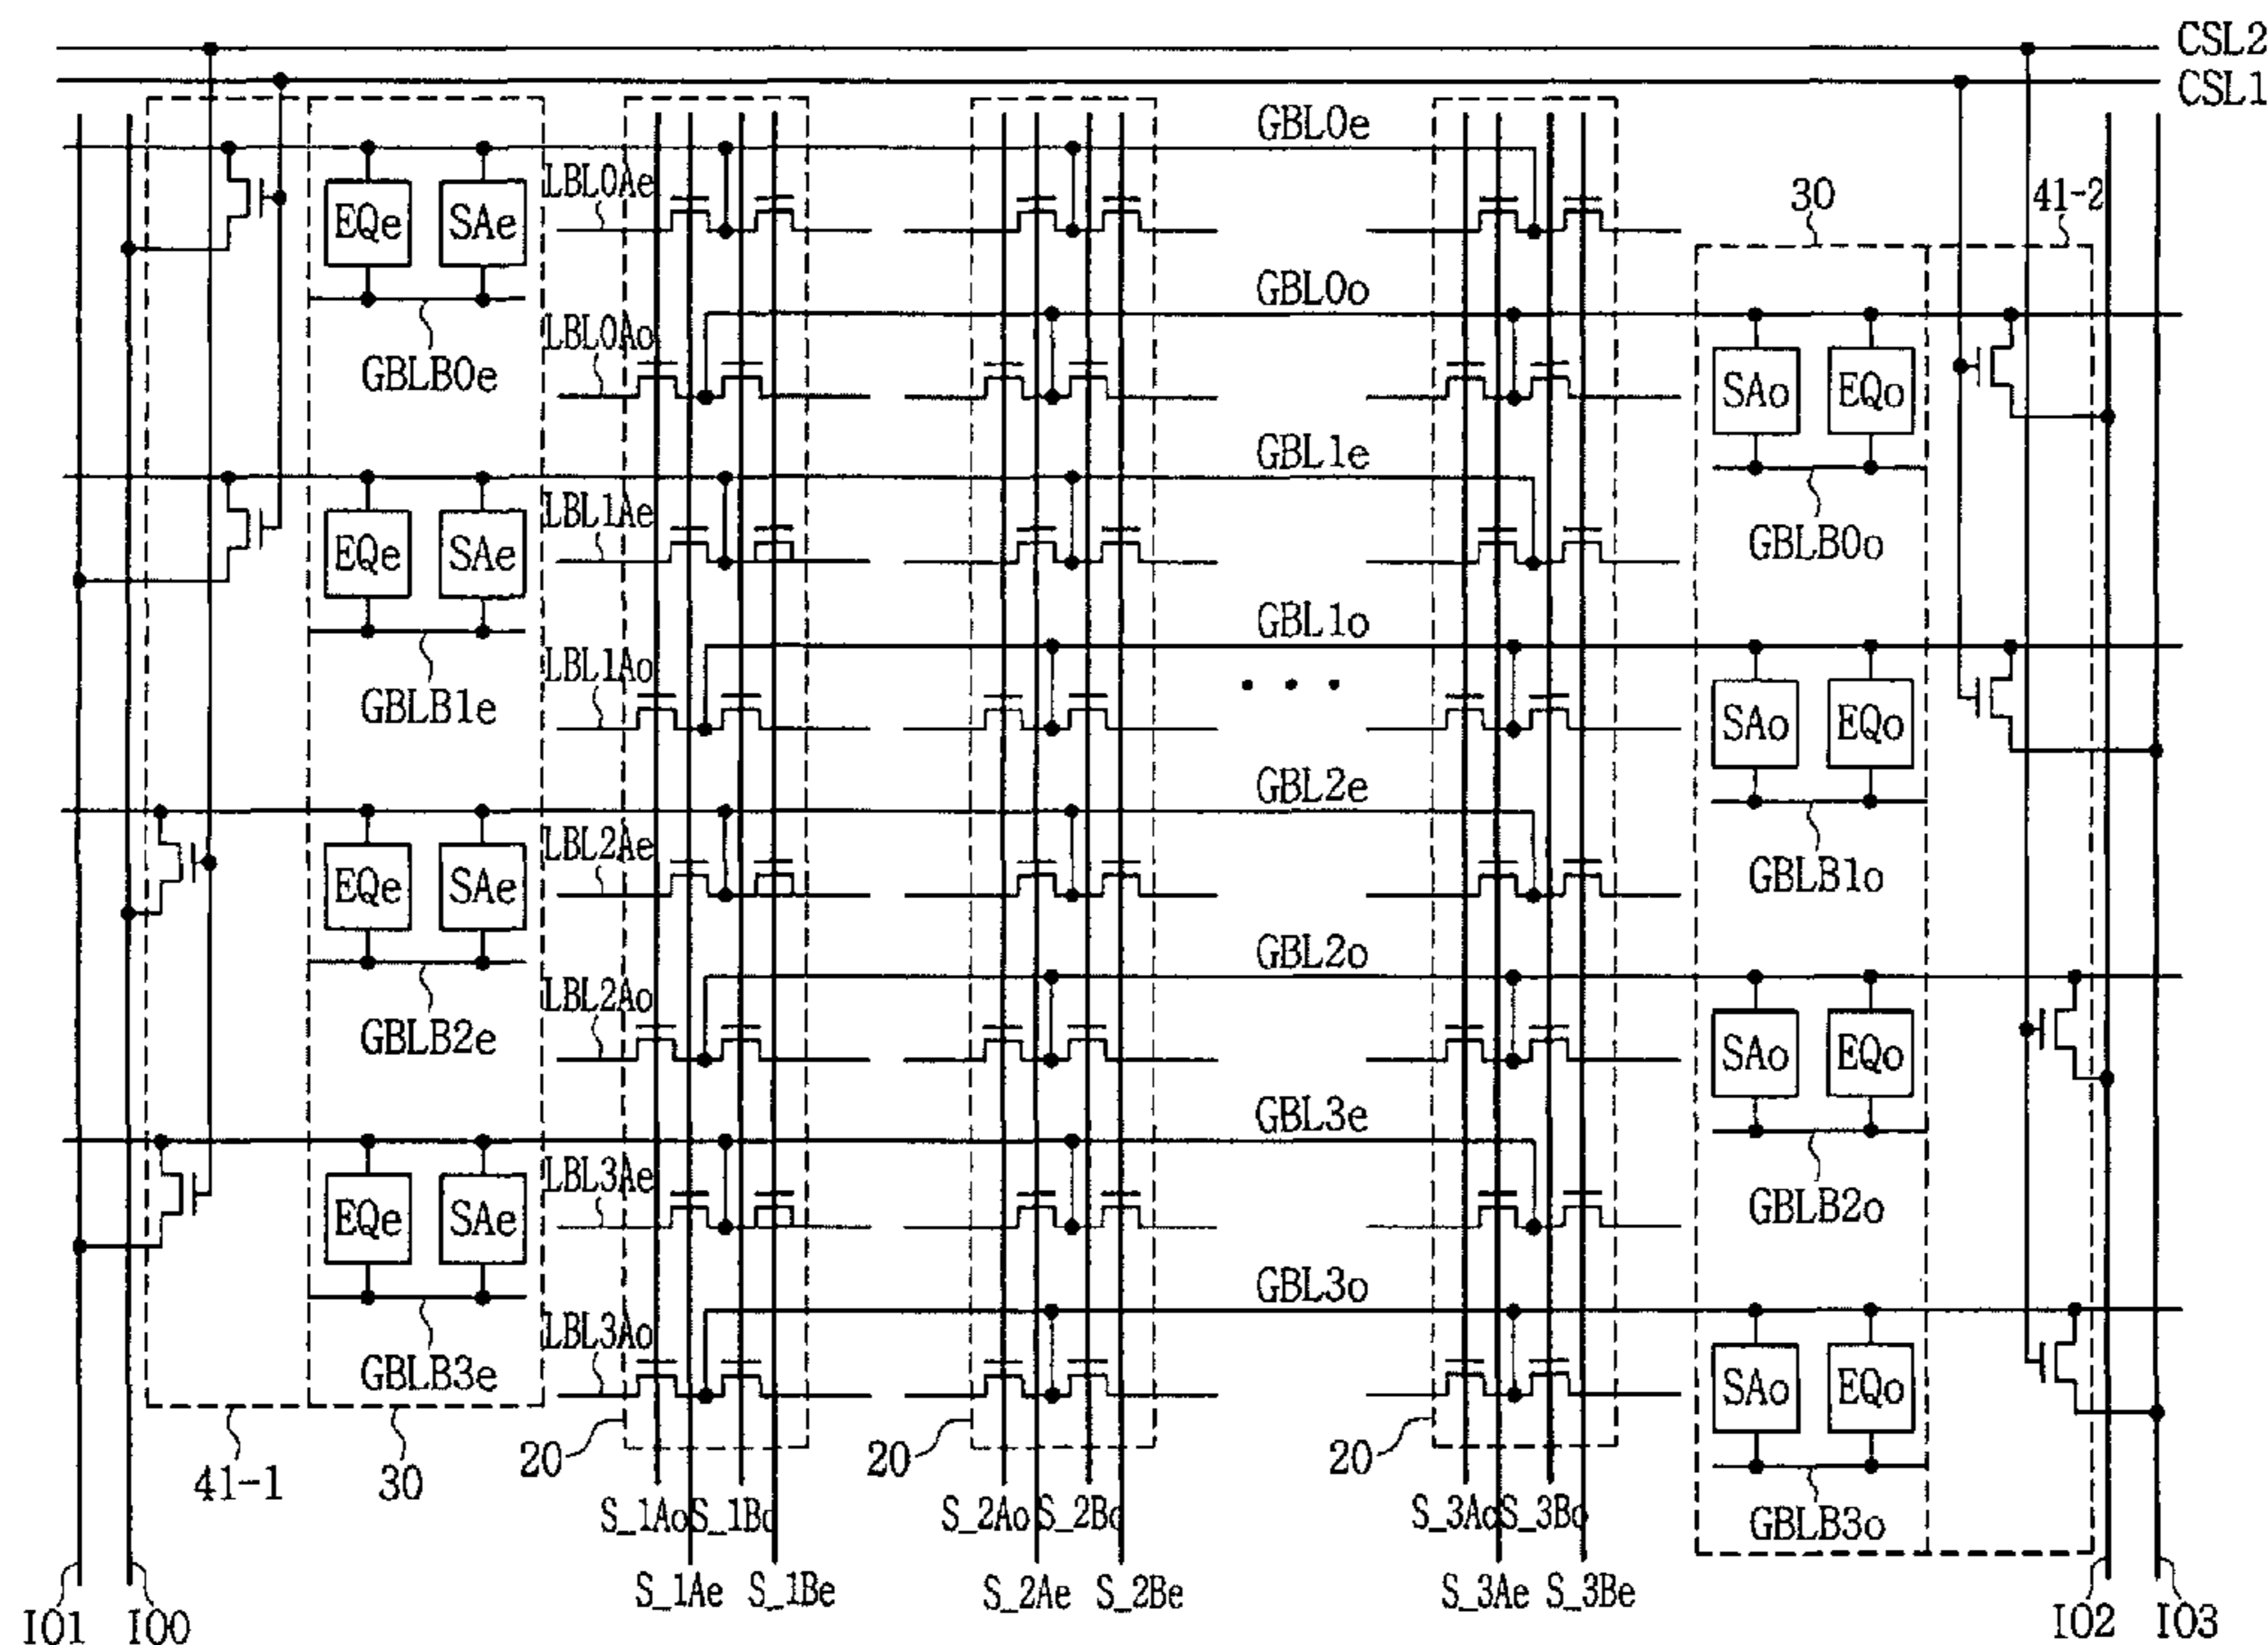 CSL2
CSL1
GBL0e
LBL0Ae
EQe SAe
30 41-2
GBL0o
LBL0Ao
GBLB0e
SAo EQo
GBL1e
LBL1Ae
EQe SAe
GBLB0o
GBL1o
LBL1Ao
GBLB1e
SAo EQo
GBL2e
LBL2Ae
EQe SAe
GBLB1o
GBL2o
LBL2Ao
GBLB2e
SAo EQo
GBL3e
LBL3Ae
EQe SAe
GBLB2o
GBL3o
LBL3Ao
GBLB3e
SAo EQo
41-1 30 20 20 20
S_1Ao S_1Bo S_2Ao S_2Bo S_3Ao S_3Bo
GBLB3o
S_1Ae S_1Be S_2Ae S_2Be S_3Ae S_3Be
IO1 IO0 IO2 IO3